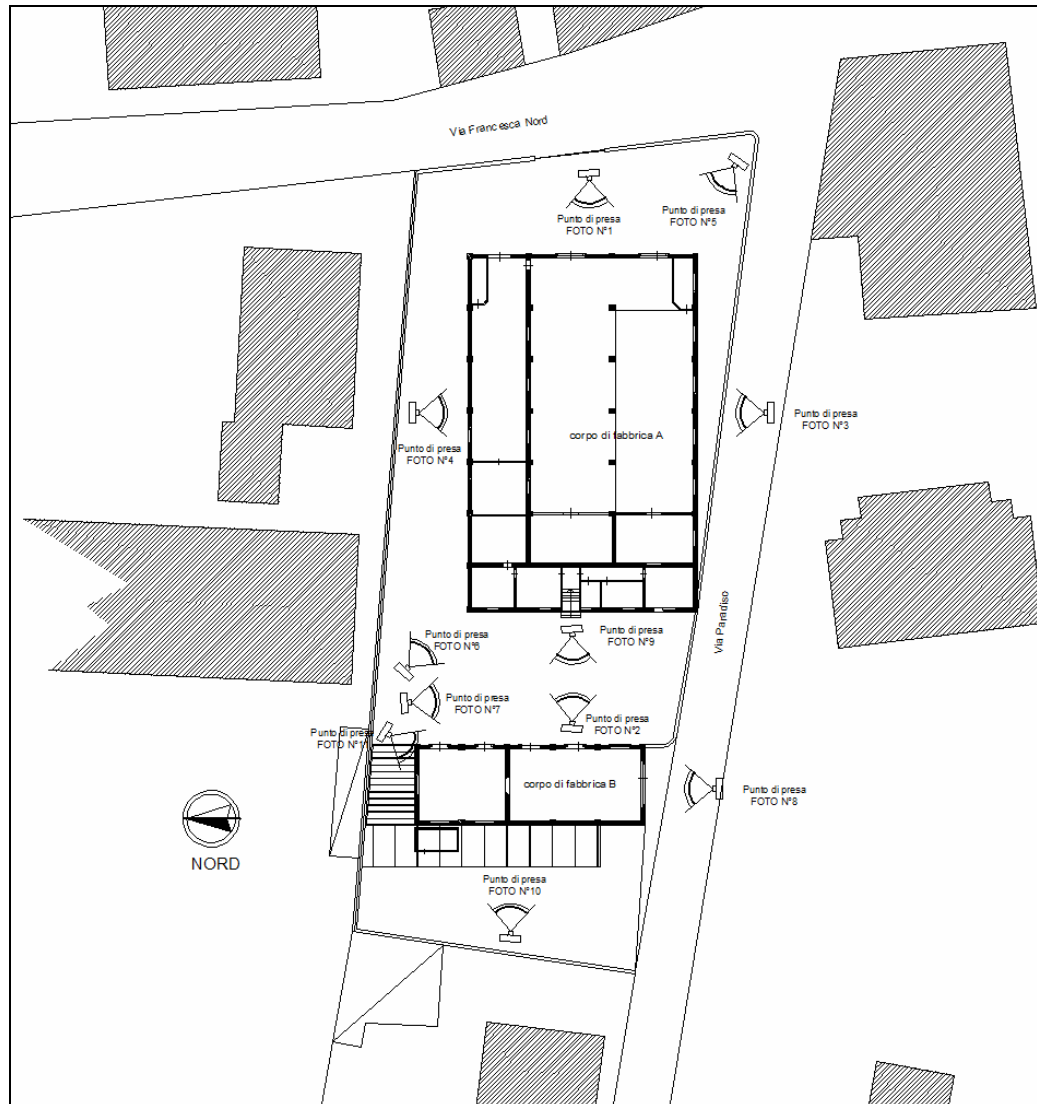 Via Francesca Nord
Punto di presa
FOTO N°1
Punto di presa
FOTO N°5
Punto di presa
FOTO N°3
Punto di presa
FOTO N°4
corpo di fabbrica A
Via Paradiso
Punto di presa
FOTO N°6
Punto di presa
FOTO N°9
Punto di presa
FOTO N°7
Punto di presa
FOTO N°2
Punto di presa
FOTO N°1
corpo di fabbrica B
Punto di presa
FOTO N°8
NORD
Punto di presa
FOTO N°10